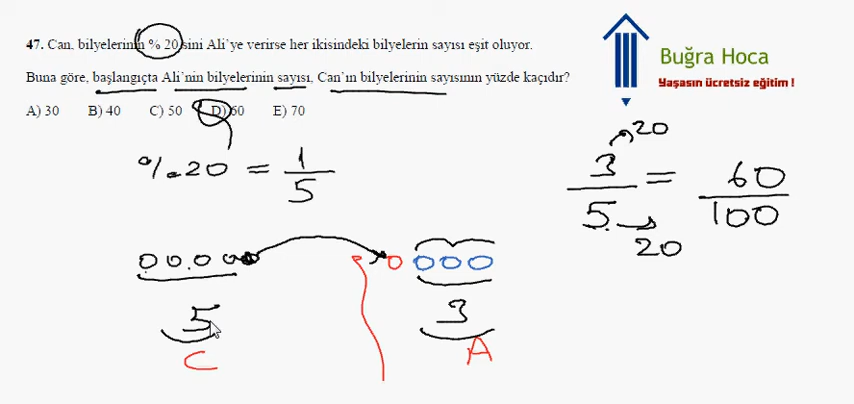 47. Can, bilyelerinin % 20 sini Ali'ye verirse her ikisindeki bilyelerin sayısı eşit oluyor.
Buna göre, başlangıçta Ali'nin bilyelerinin sayısı, Can'ın bilyelerinin sayısının yüzde kaçıdır?
A) 30 B) 40 C) 50 D) 60 E) 70
Buğra Hoca
Yaşasın ücretsiz eğitim !
%20 = 1/5
20
3/5 = 60/100
20
5 3
C A